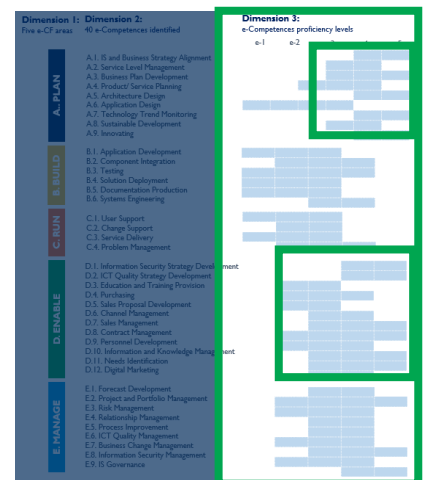 Dimension 1: Dimension 2: Dimension 3:
Five e-CF areas 40 e-Competences identified e-Competences proficiency levels
e-1 e-2
A. PLAN
A.1. IS and Business Strategy Alignment
A.2. Service Level Management
A.3. Business Plan Development
A.4. Product/ Service Planning
A.5. Architecture Design
A.6. Application Design
A.7. Technology Trend Monitoring
A.8. Sustainable Development
A.9. Innovating
B. BUILD
B.1. Application Development
B.2. Component Integration
B.3. Testing
B.4. Solution Deployment
B.5. Documentation Production
B.6. Systems Engineering
C. RUN
C.1. User Support
C.2. Change Support
C.3. Service Delivery
C.4. Problem Management
D. ENABLE
D.1. Information Security Strategy Development
D.2. ICT Quality Strategy Development
D.3. Education and Training Provision
D.4. Purchasing
D.5. Sales Proposal Development
D.6. Channel Management
D.7. Sales Management
D.8. Contract Management
D.9. Personnel Development
D.10. Information and Knowledge Management
D.11. Needs Identification
D.12. Digital Marketing
E. MANAGE
E.1. Forecast Development
E.2. Project and Portfolio Management
E.3. Risk Management
E.4. Relationship Management
E.5. Process Improvement
E.6. ICT Quality Management
E.7. Business Change Management
E.8. Information Security Management
E.9. IS Governance